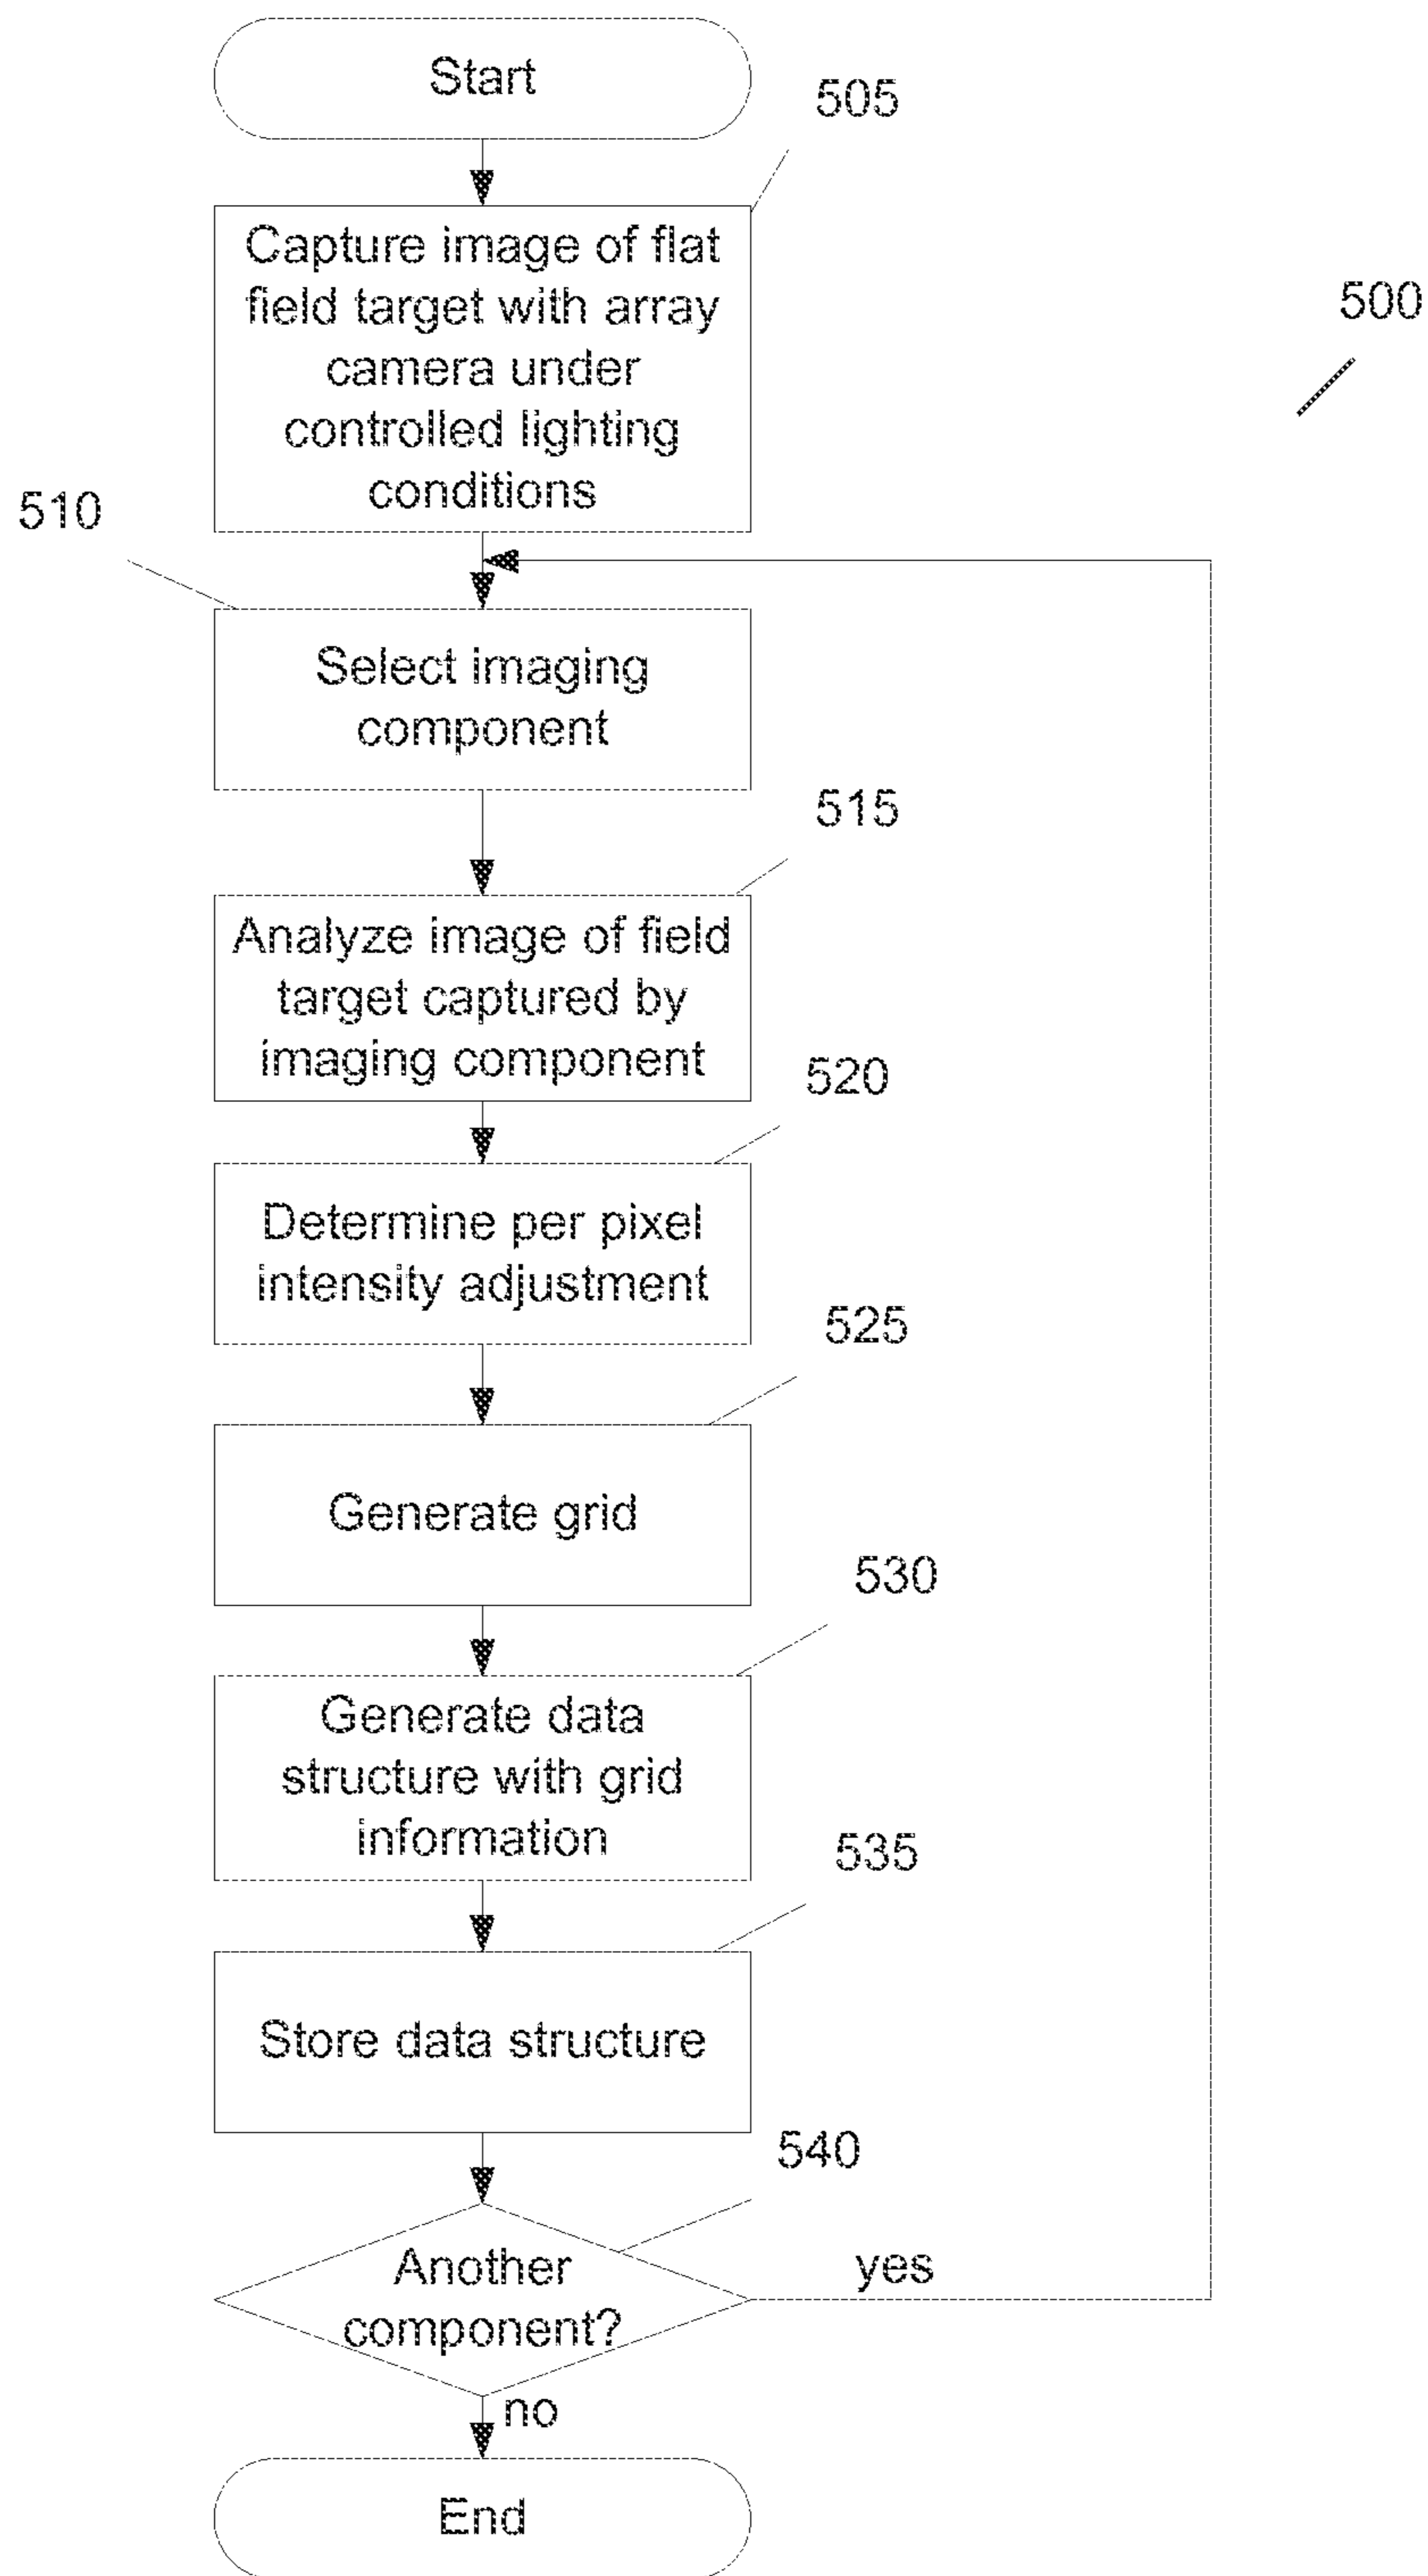 Start
505
Capture image of flat
field target with array
camera under
controlled lighting
conditions
500
510
Select imaging
component
515
Analyze image of field
target captured by
imaging component
520
Determine per pixel
intensity adjustment
525
Generate grid
530
Generate data
structure with grid
information
535
Store data structure
540
Another
component?
yes
no
End